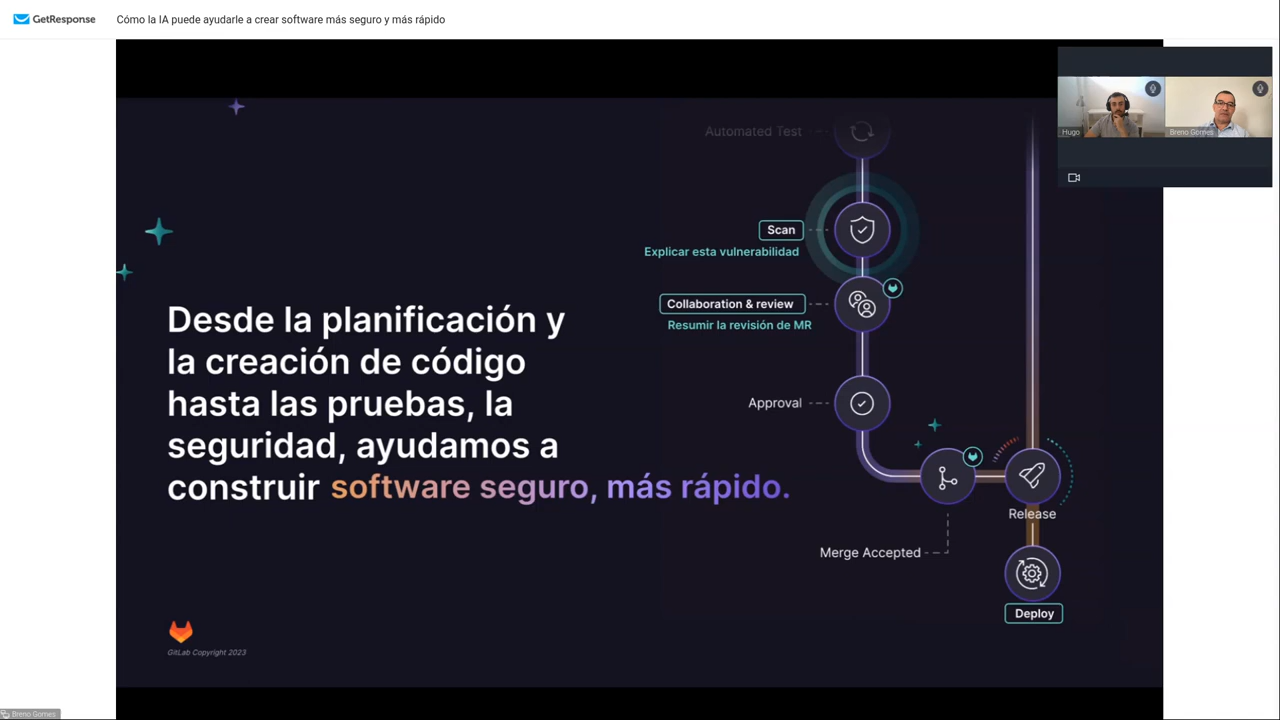 GetResponse
Cómo la IA puede ayudarle a crear software más seguro y más rápido
Hugo
Breno Gomes
Automated Test
Scan
Explicar esta vulnerabilidad
Collaboration & review
Resumir la revisión de MR
Desde la planificación y
la creación de código
hasta las pruebas, la
seguridad, ayudamos a
construir software seguro, más rápido.
Approval
Release
Merge Accepted
Deploy
GitLab Copyright 2023
Breno Gomes